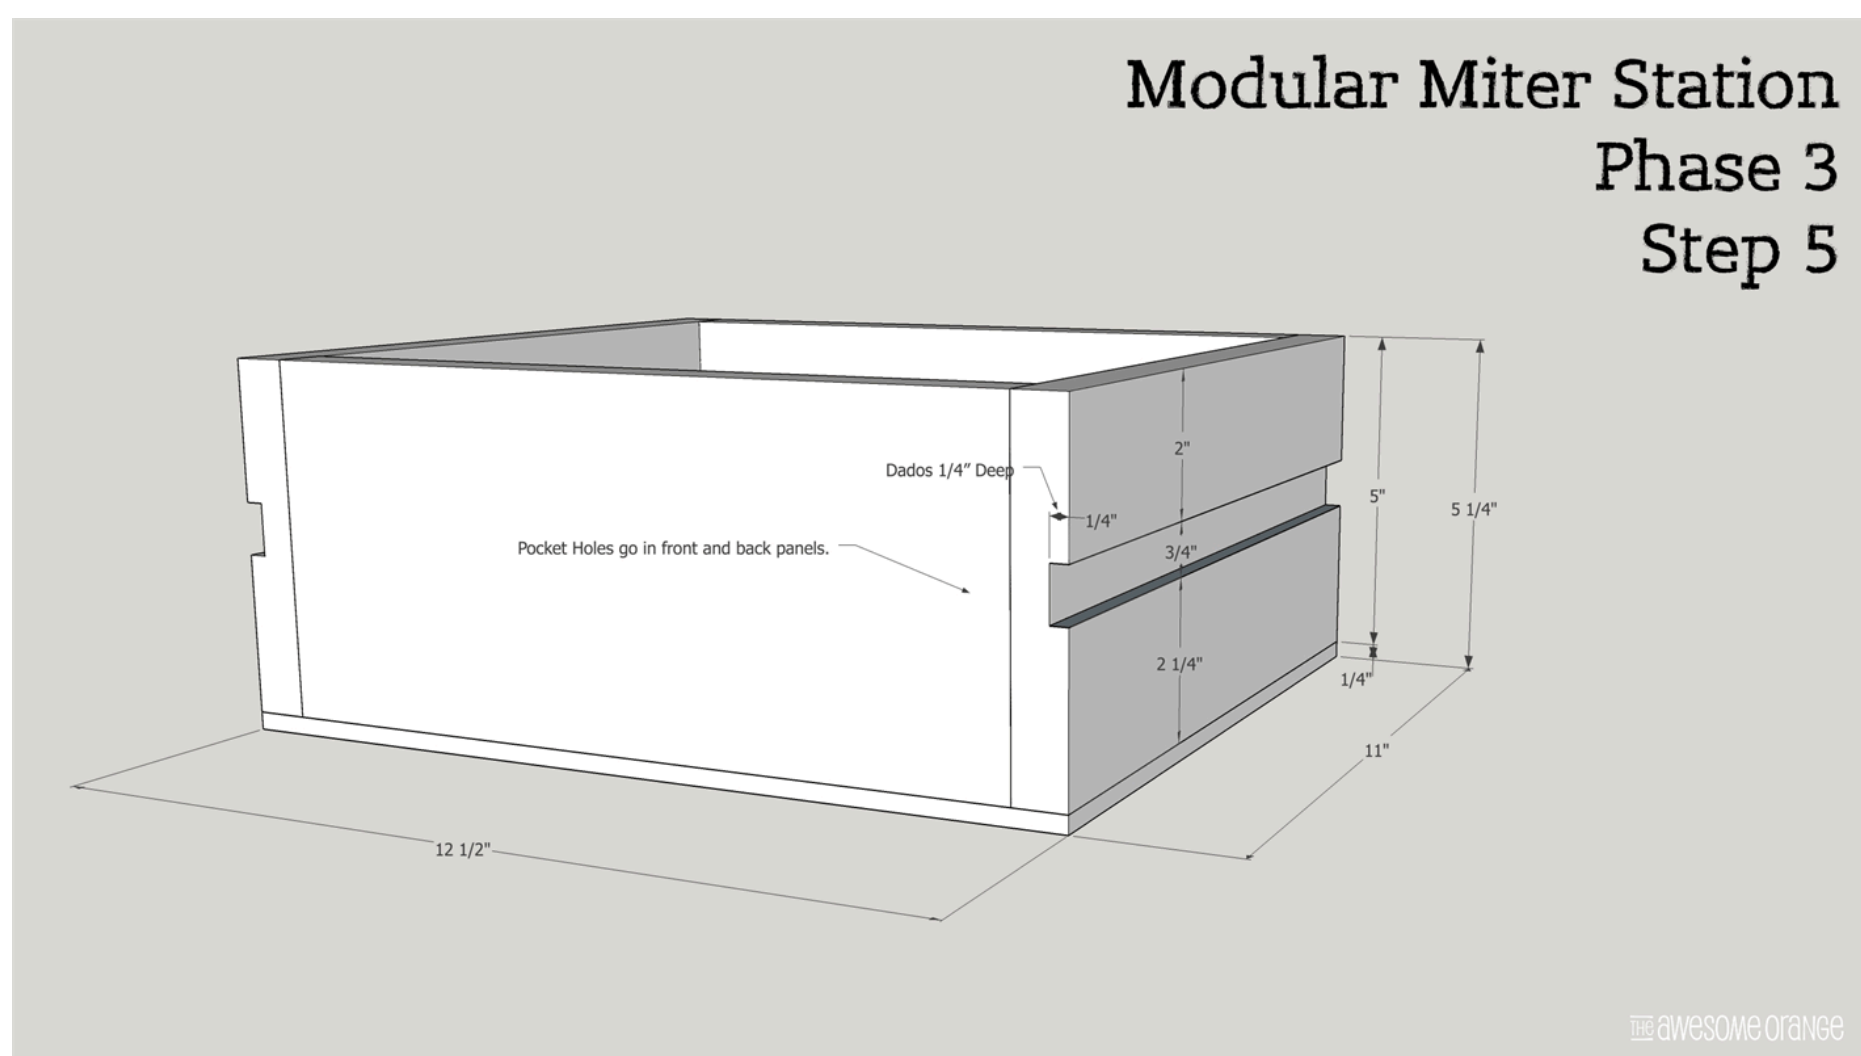 Modular Miter Station
Phase 3
Step 5
2"
Dados 1/4” Deep
5"
5 1/4"
1/4"
Pocket Holes go in front and back panels.
3/4"
2 1/4"
1/4"
11"
12 1/2"
THE AWESOME ORANGE